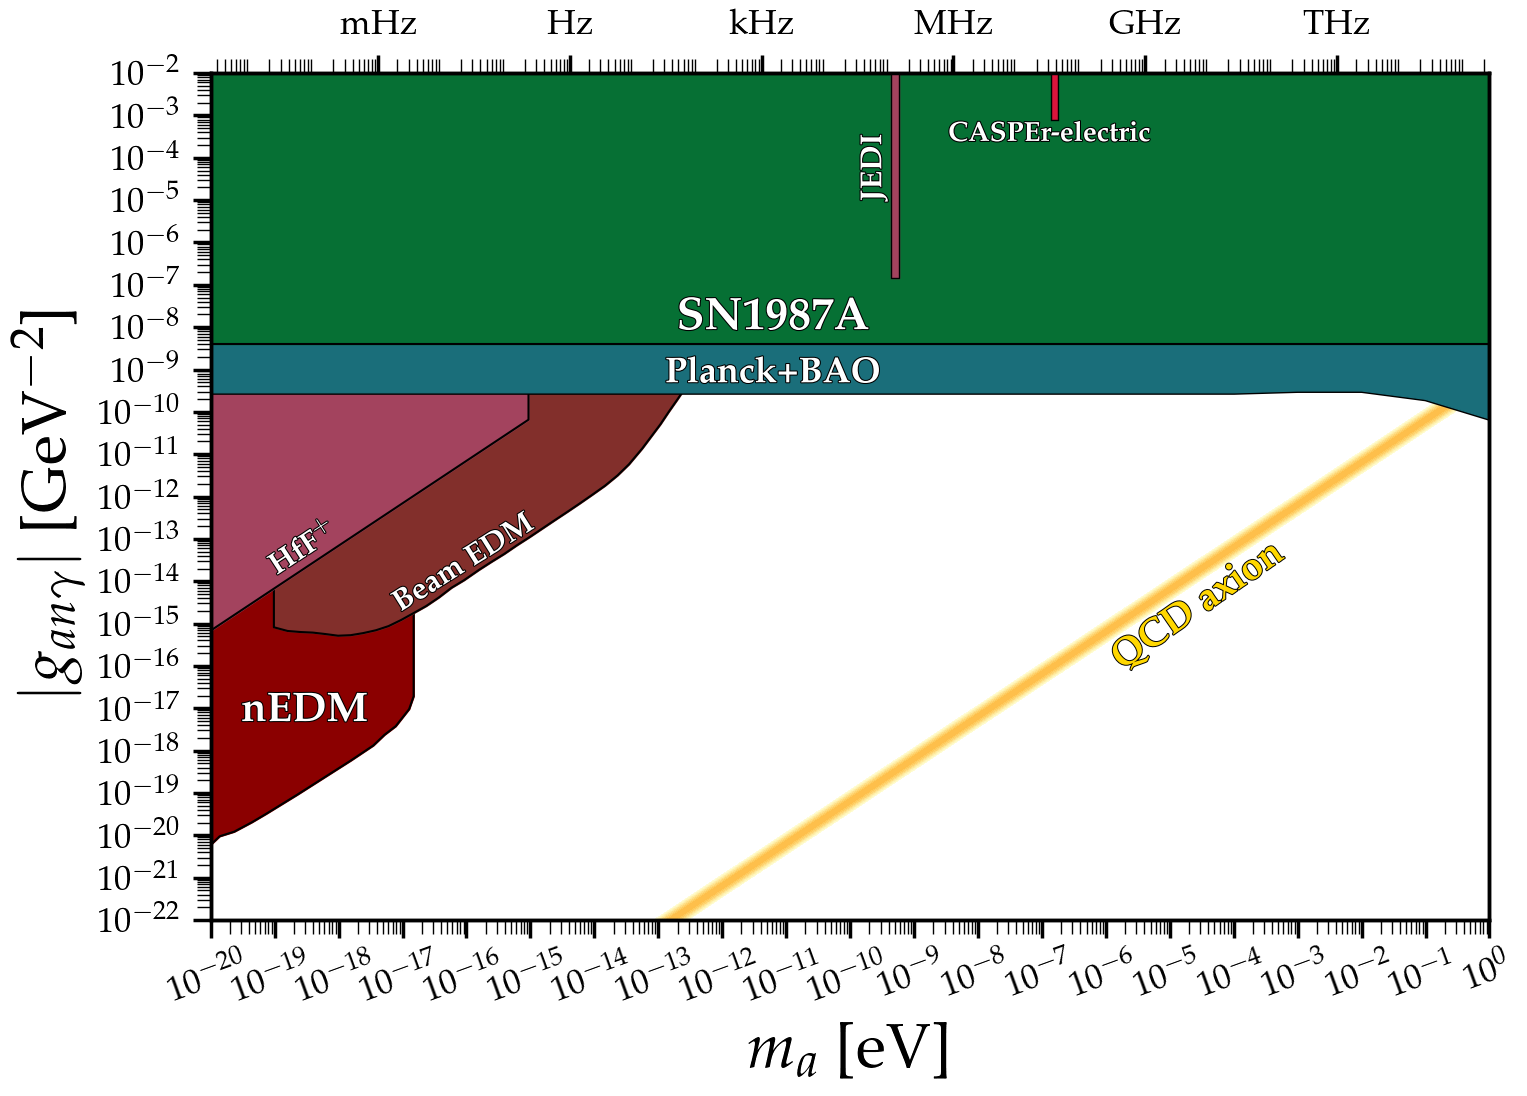 mHz Hz kHz MHz GHz THz
10⁻²
10⁻³
10⁻⁴
10⁻⁵
10⁻⁶
10⁻⁷
10⁻⁸
10⁻⁹
10⁻¹⁰
10⁻¹¹
10⁻¹²
10⁻¹³
10⁻¹⁴
10⁻¹⁵
10⁻¹⁶
10⁻¹⁷
10⁻¹⁸
10⁻¹⁹
10⁻²⁰
10⁻²¹
10⁻²²
|g_{anγ}| [GeV⁻²]
CASPEr-electric
JEDI
SN1987A
Planck+BAO
HfF⁺
Beam EDM
QCD axion
nEDM
10⁻²⁰ 10⁻¹⁹ 10⁻¹⁸ 10⁻¹⁷ 10⁻¹⁶ 10⁻¹⁵ 10⁻¹⁴ 10⁻¹³ 10⁻¹² 10⁻¹¹ 10⁻¹⁰ 10⁻⁹ 10⁻⁸ 10⁻⁷ 10⁻⁶ 10⁻⁵ 10⁻⁴ 10⁻³ 10⁻² 10⁻¹ 10⁰
mₐ [eV]